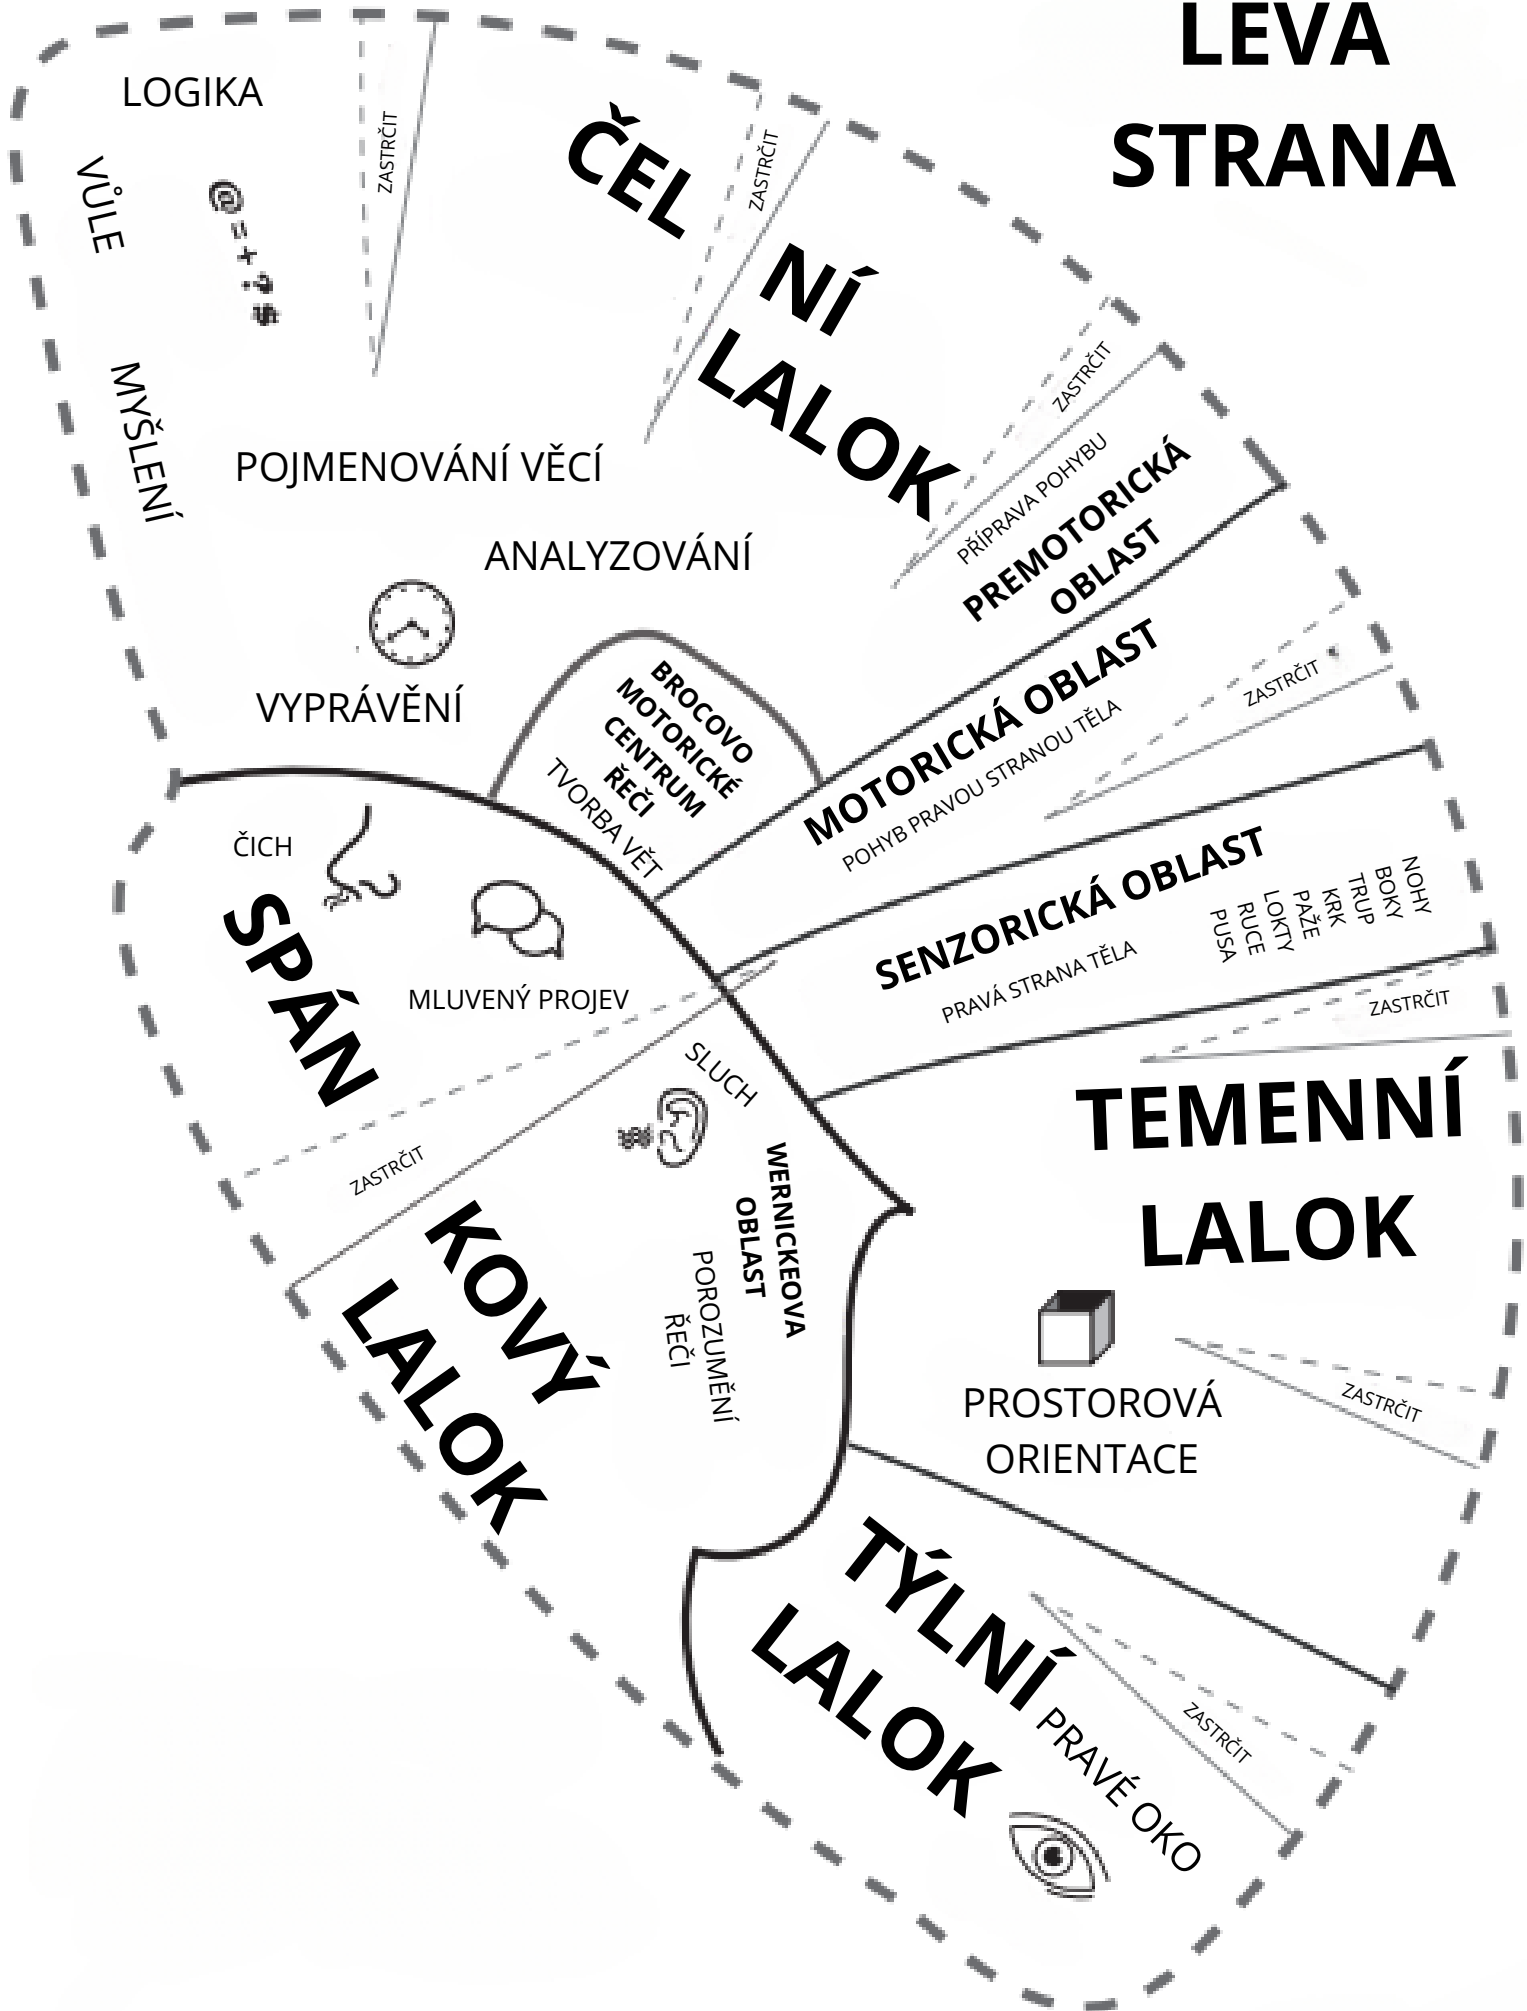 LEVA
STRANA
LOGIKA
VŮLE
@=+?#
MYŠLENÍ
ZASTRČIT
ČEL
NÍ
LALOK
ZASTRČIT
ZASTRČIT
POJMENOVÁNÍ VĚCÍ
ANALYZOVÁNÍ
VYPRÁVĚNÍ
PŘÍPRAVA POHYBU
PREMOTORICKÁ
OBLAST
BROCOVO
MOTORICKÉ
CENTRUM
ŘEČI
TVORBA VĚT
MOTORICKÁ OBLAST
POHYB PRAVOU STRANOU TĚLA
ZASTRČIT
SENZORICKÁ OBLAST
PRAVÁ STRANA TĚLA
NOHY
BOKY
TRUP
KRK
PAŽE
LOKTY
RUCE
PUSA
ZASTRČIT
ČICH
SPÁN
MLUVENÝ PROJEV
ZASTRČIT
KOVÝ
LALOK
SLUCH
WERNICKEOVA
OBLAST
POROZUMĚNÍ
ŘEČI
TEMENNÍ
LALOK
PROSTOROVÁ
ORIENTACE
ZASTRČIT
TÝLNÍ
LALOK
PRAVÉ OKO
ZASTRČIT